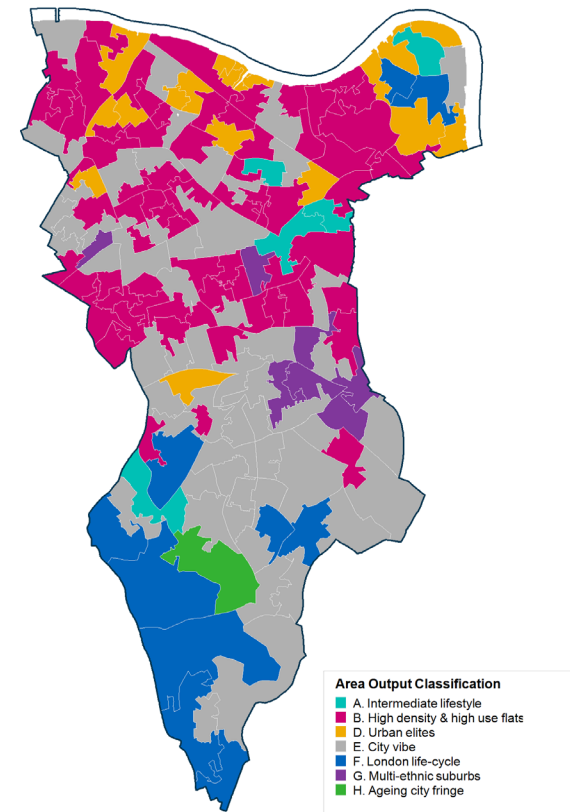 Area Output Classification
A. Intermediate lifestyle
B. High density & high use flats
D. Urban elites
E. City vibe
F. London life-cycle
G. Multi-ethnic suburbs
H. Ageing city fringe